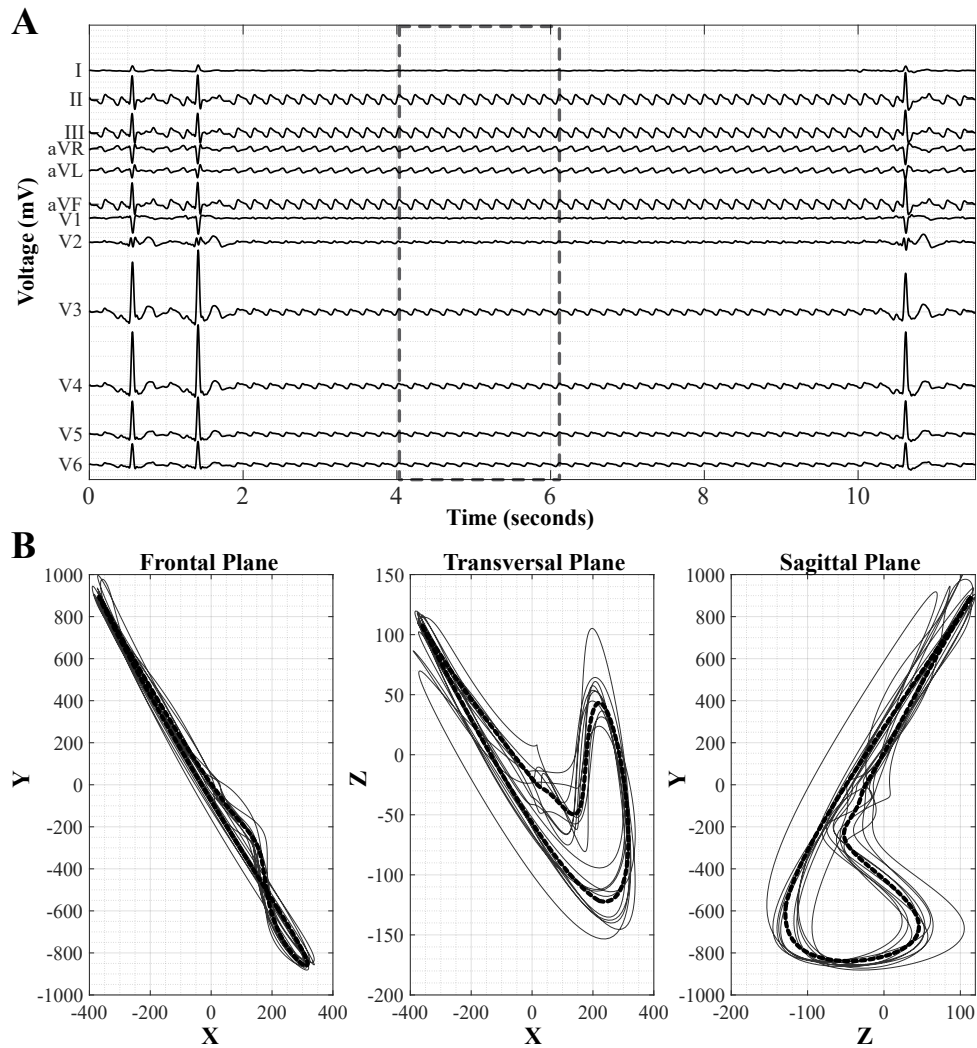 A
I
II
III
aVR
aVL
aVF
V1
V2
V3
V4
V5
V6
Voltage (mV)
0 2 4 6 8 10
Time (seconds)
B
Frontal Plane
1000
800
600
400
200
0
-200
-400
-600
-800
-1000
Y
-400 -200 0 200 400
X
Transversal Plane
150
100
50
0
-50
-100
-150
-200
Z
-400 -200 0 200 400
X
Sagittal Plane
1000
800
600
400
200
0
-200
-400
-600
-800
-1000
Y
-200 -100 0 100
Z